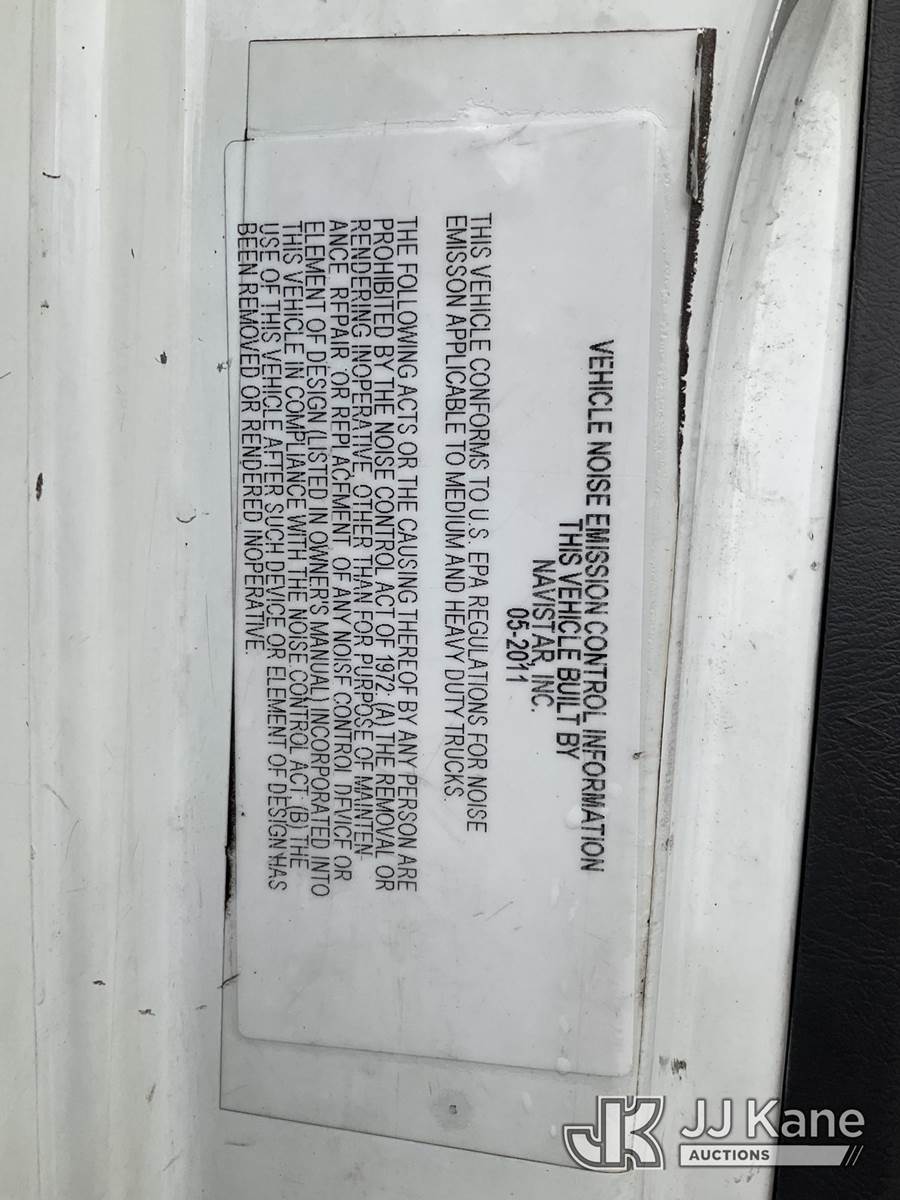 VEHICLE NOISE EMISSION CONTROL INFORMATION
THIS VEHICLE BUILT BY
NAVISTAR, INC.
05-2011
THIS VEHICLE CONFORMS TO U.S. EPA REGULATIONS FOR NOISE
EMISSON APPLICABLE TO MEDIUM AND HEAVY DUTY TRUCKS.
THE FOLLOWING ACTS OR THE CAUSING THEREOF BY ANY PERSON ARE
PROHIBITED BY THE NOISE CONTROL ACT OF 1972. (A) THE REMOVAL OR
RENDERING INOPERATIVE, OTHER THAN FOR PURPOSE OF MAINTEN-
ANCE, REPAIR, OR REPLACEMENT, OF ANY NOISE CONTROL DEVICE OR
ELEMENT OF DESIGN (LISTED IN OWNER'S MANUAL) INCORPORATED INTO
THIS VEHICLE IN COMPLIANCE WITH THE NOISE CONTROL ACT. (B) THE
USE OF THIS VEHICLE AFTER SUCH DEVICE OR ELEMENT OF DESIGN HAS
BEEN REMOVED OR RENDERED INOPERATIVE.
JK JJ Kane
AUCTIONS